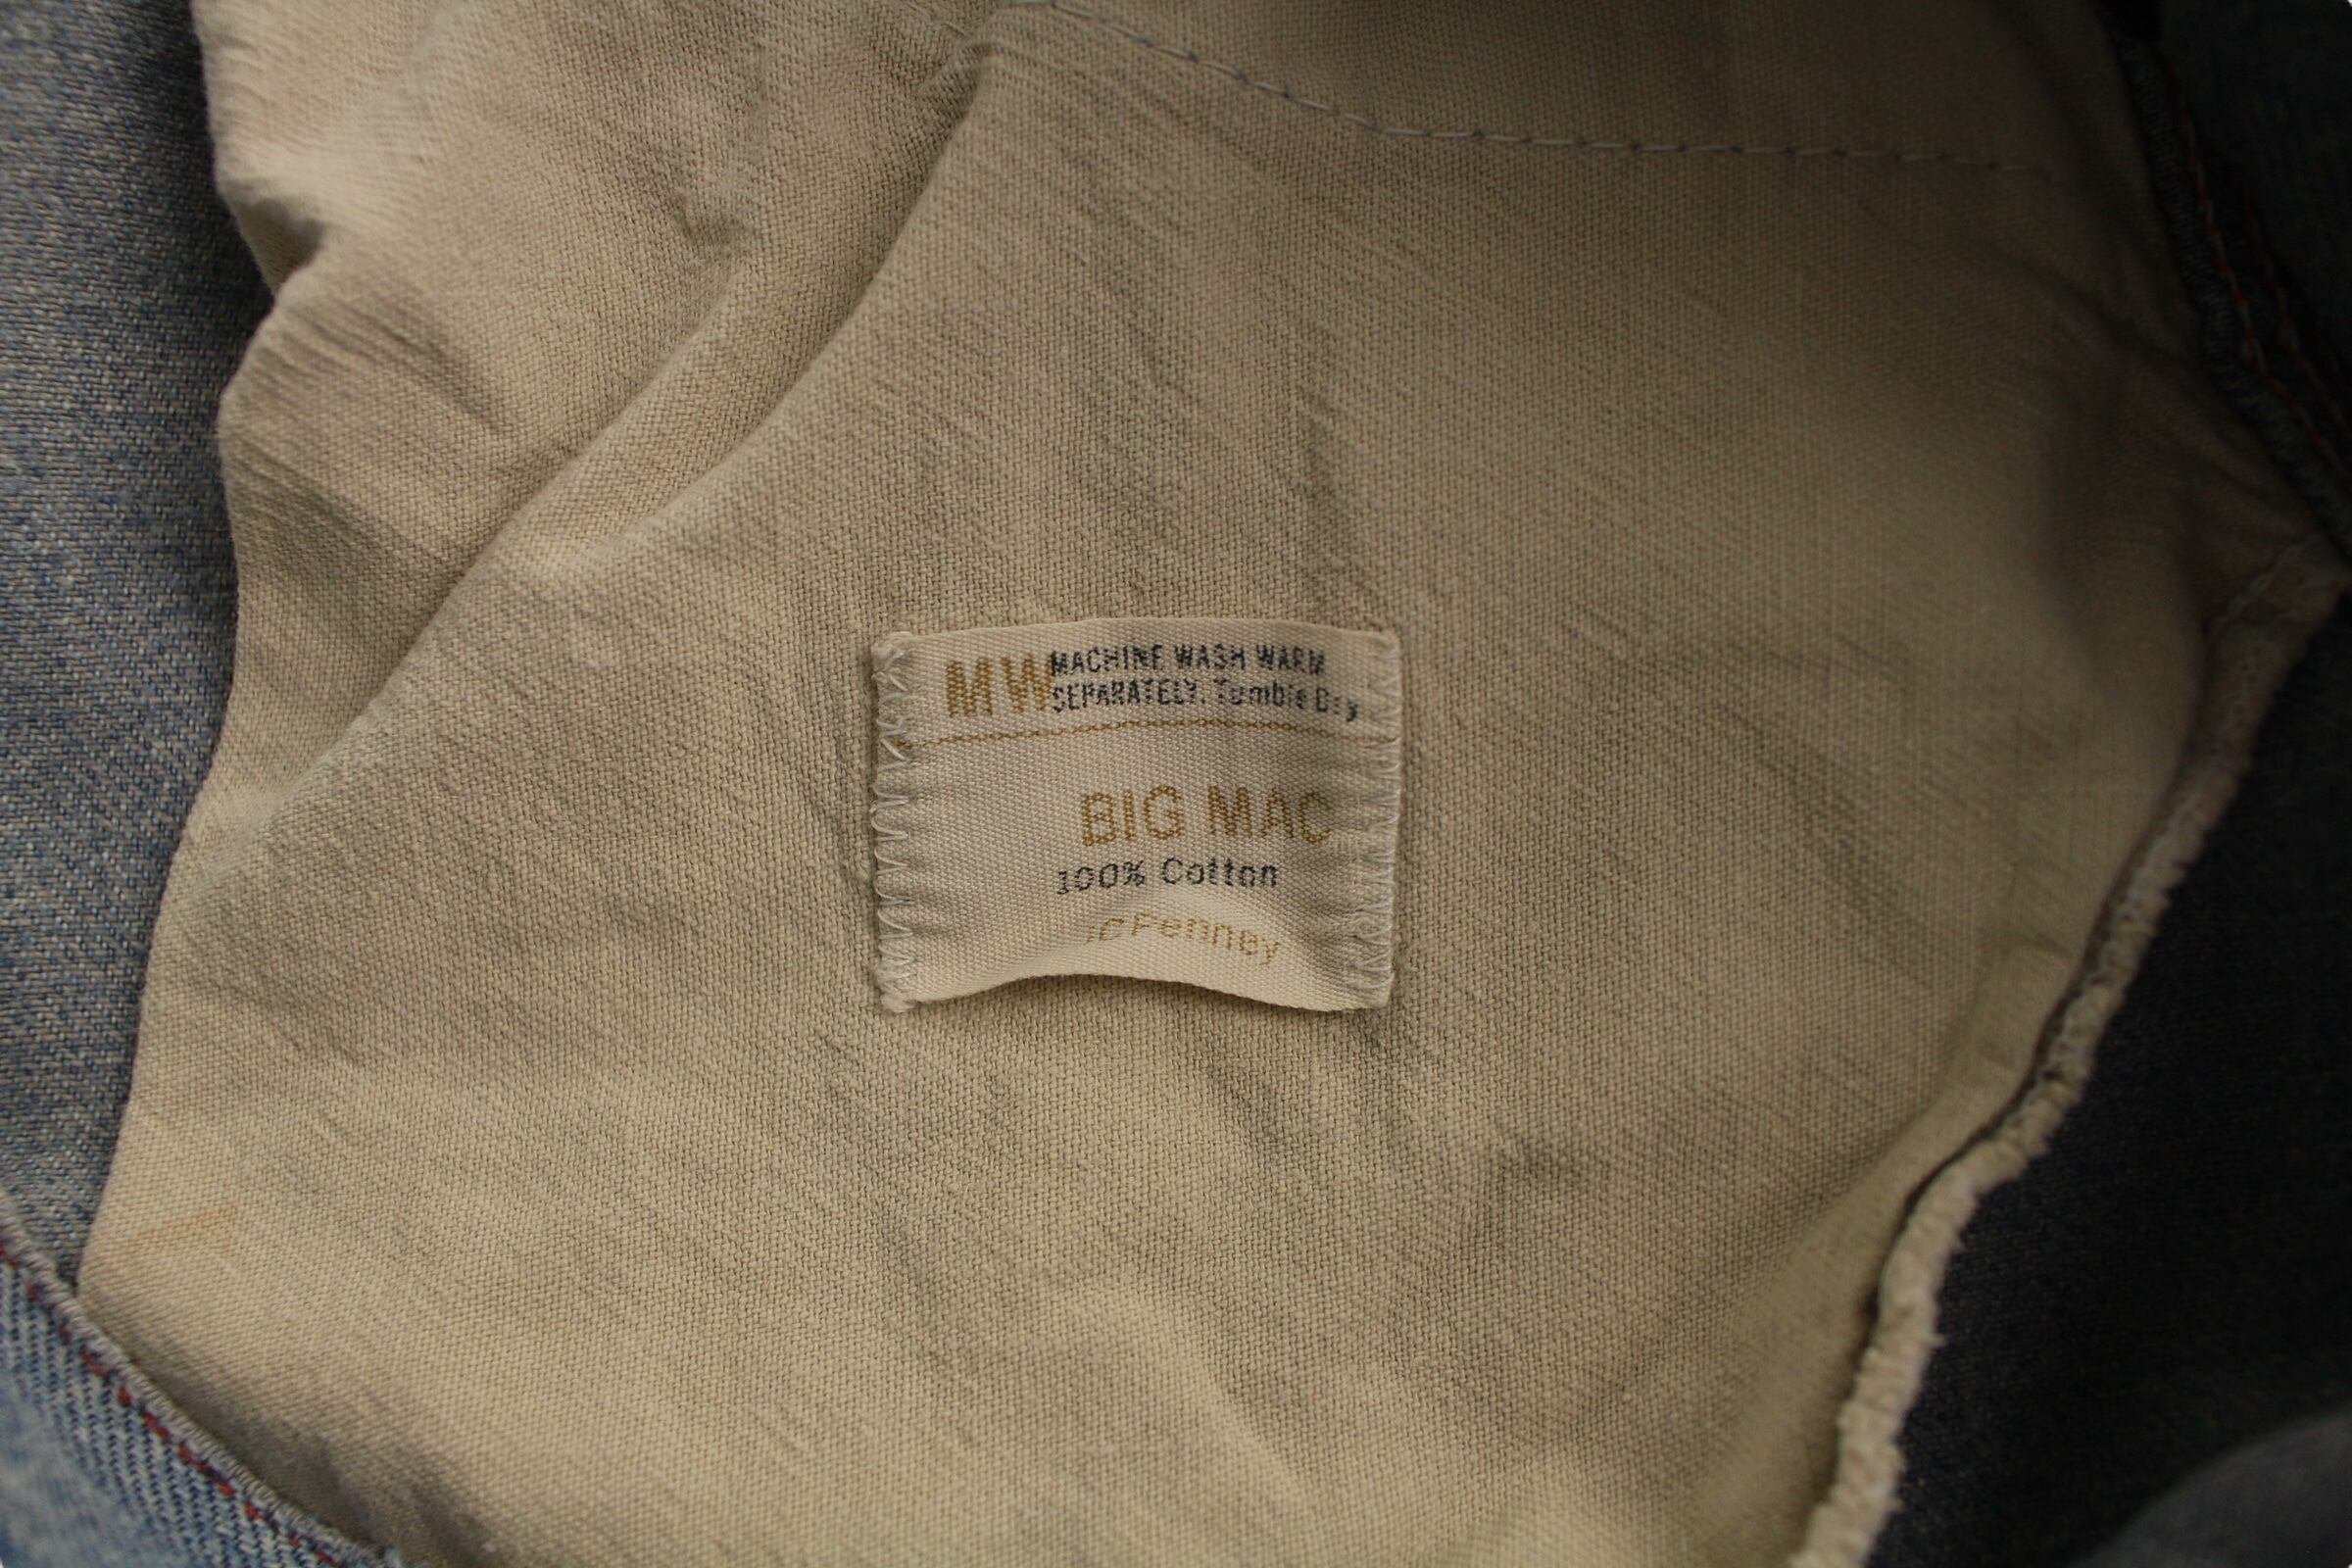 MW MACHINE WASH WARM
SEPARATELY. Tumble Dry
BIG MAC
100% Cotton
JCPenney